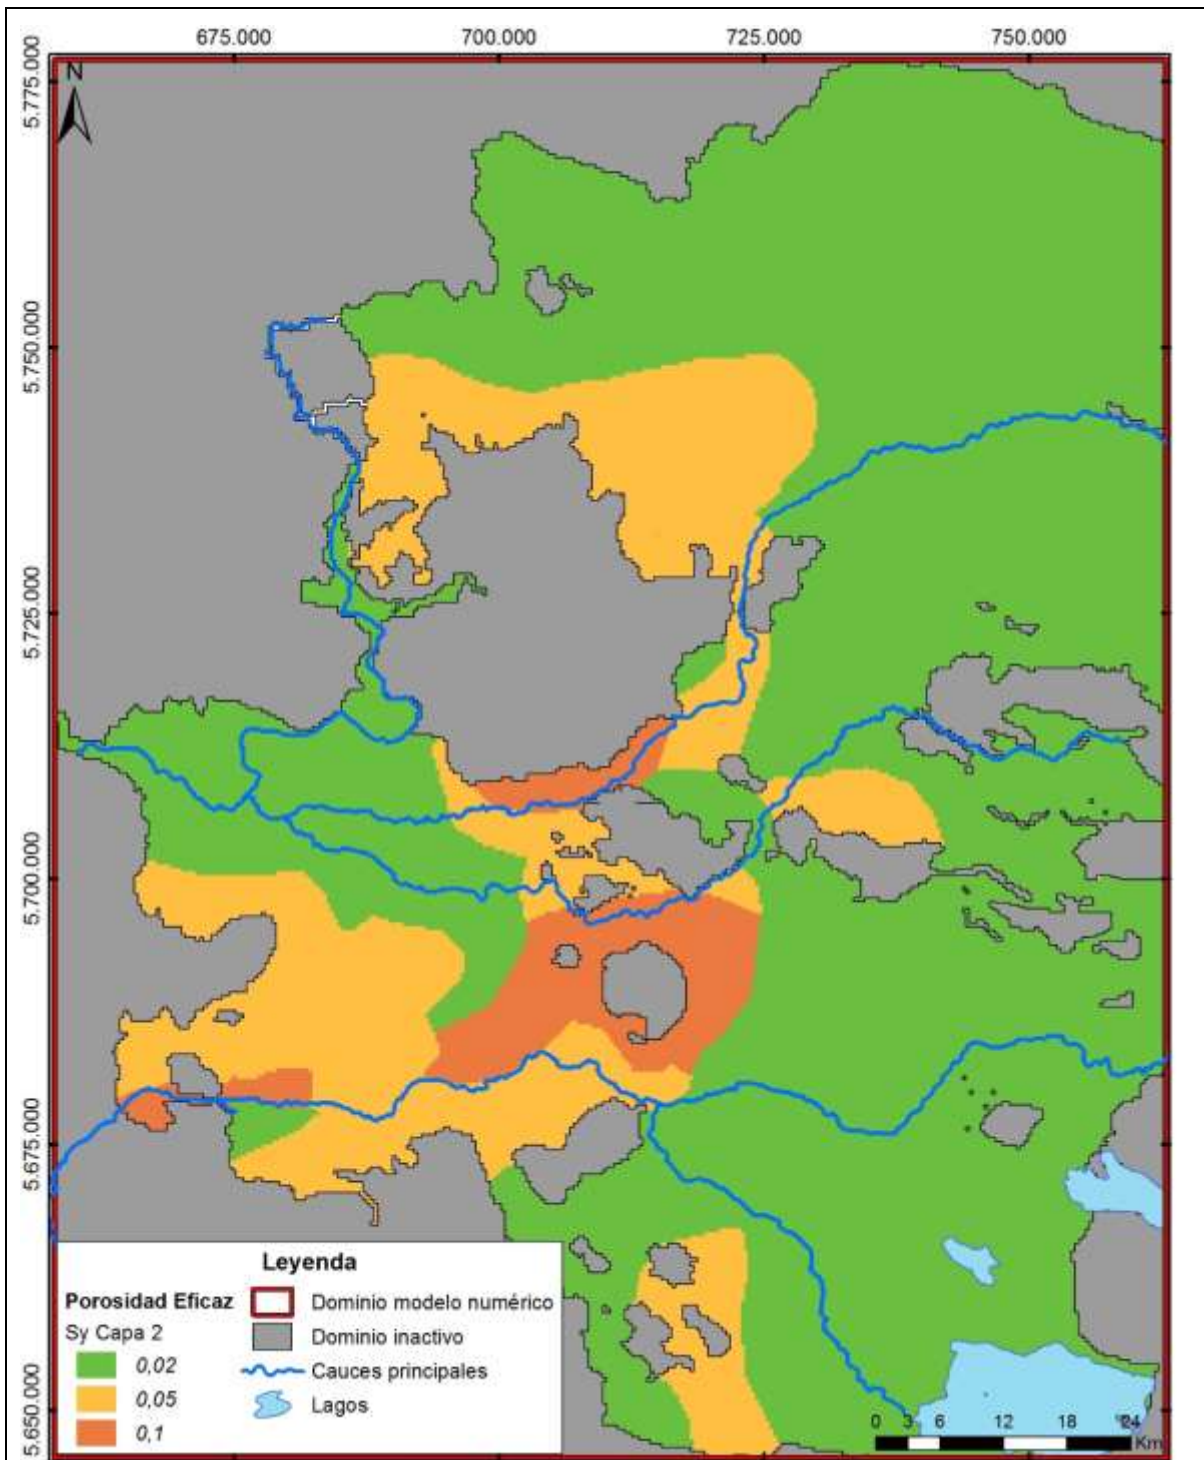 675.000 700.000 725.000 750.000
N
5.775.000
5.750.000
5.725.000
5.700.000
5.675.000
5.650.000
Leyenda
Porosidad Eficaz
Sy Capa 2
0,02
0,05
0,1
Dominio modelo numérico
Dominio inactivo
Cauces principales
Lagos
0 3 6 12 18 24
Km